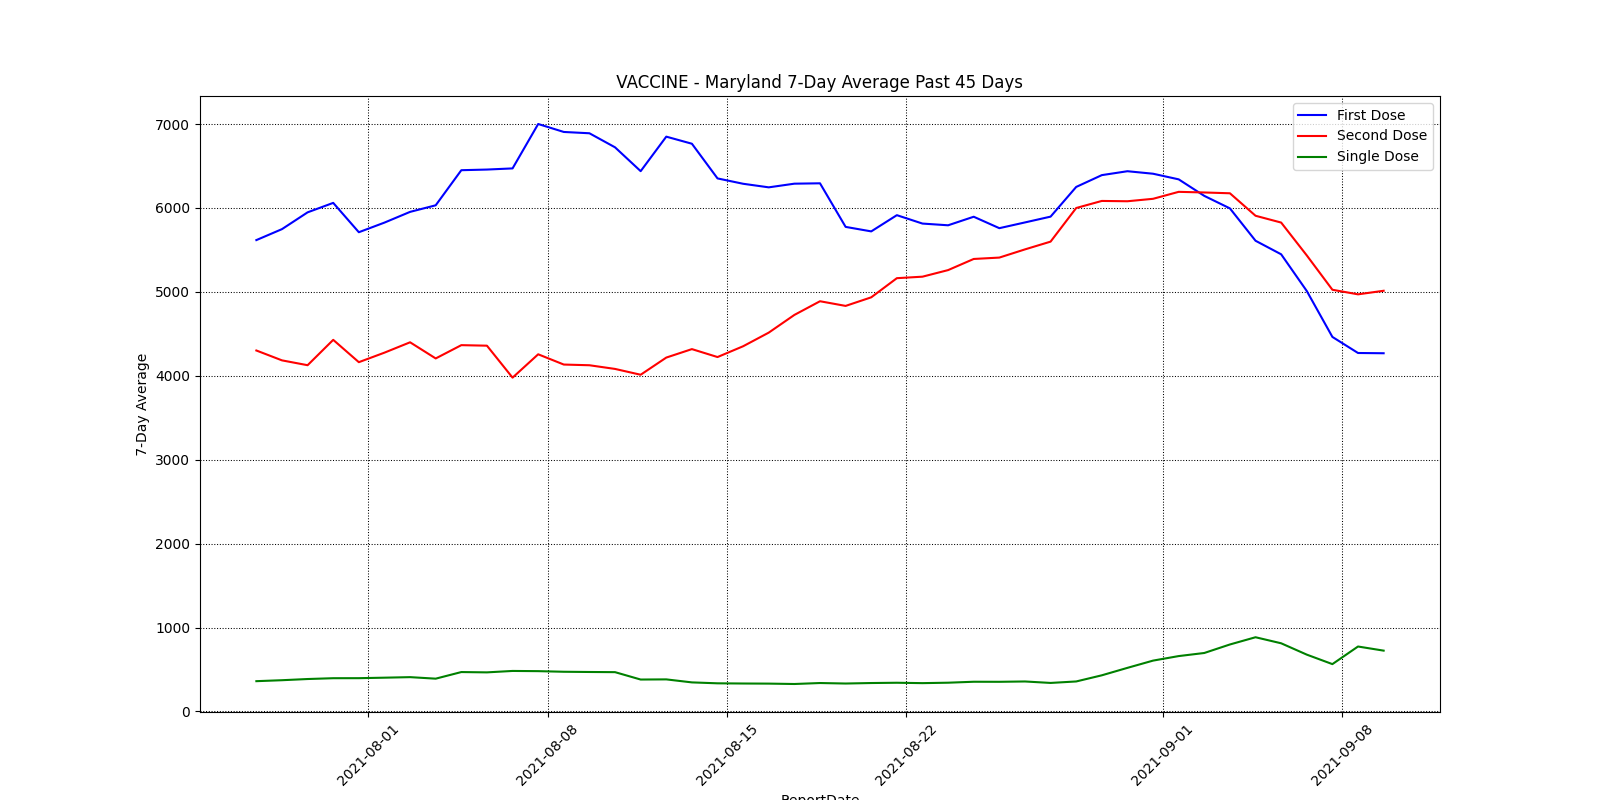 VACCINE - Maryland 7-Day Average Past 45 Days
First Dose
Second Dose
Single Dose
7-Day Average
7000
6000
5000
4000
3000
2000
1000
0
2021-08-01
2021-08-08
2021-08-15
2021-08-22
2021-09-01
2021-09-08
ReportDate